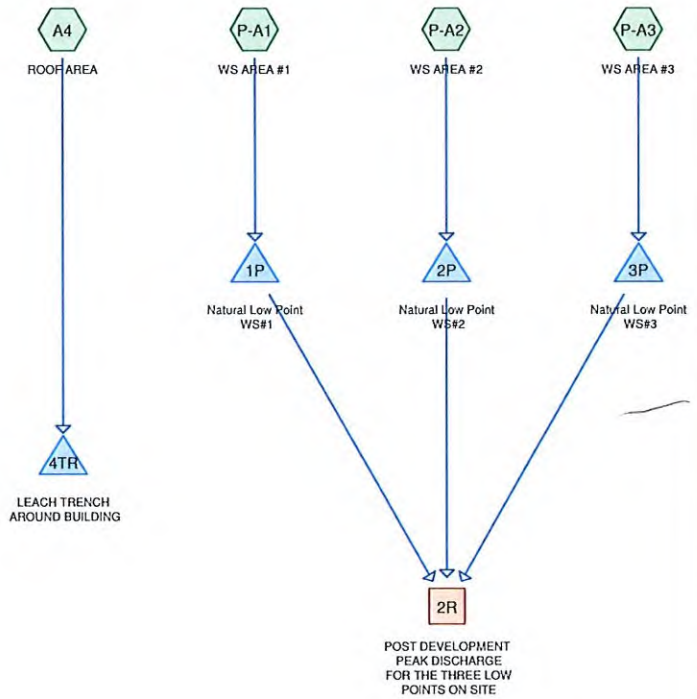 A4
P-A1
P-A2
P-A3
ROOF AREA
WS AREA #1
WS AREA #2
WS AREA #3
1P
2P
3P
Natural Low Point
WS#1
Natural Low Point
WS#2
Natural Low Point
WS#3
4TR
LEACH TRENCH
AROUND BUILDING
2R
POST DEVELOPMENT
PEAK DISCHARGE
FOR THE THREE LOW
POINTS ON SITE